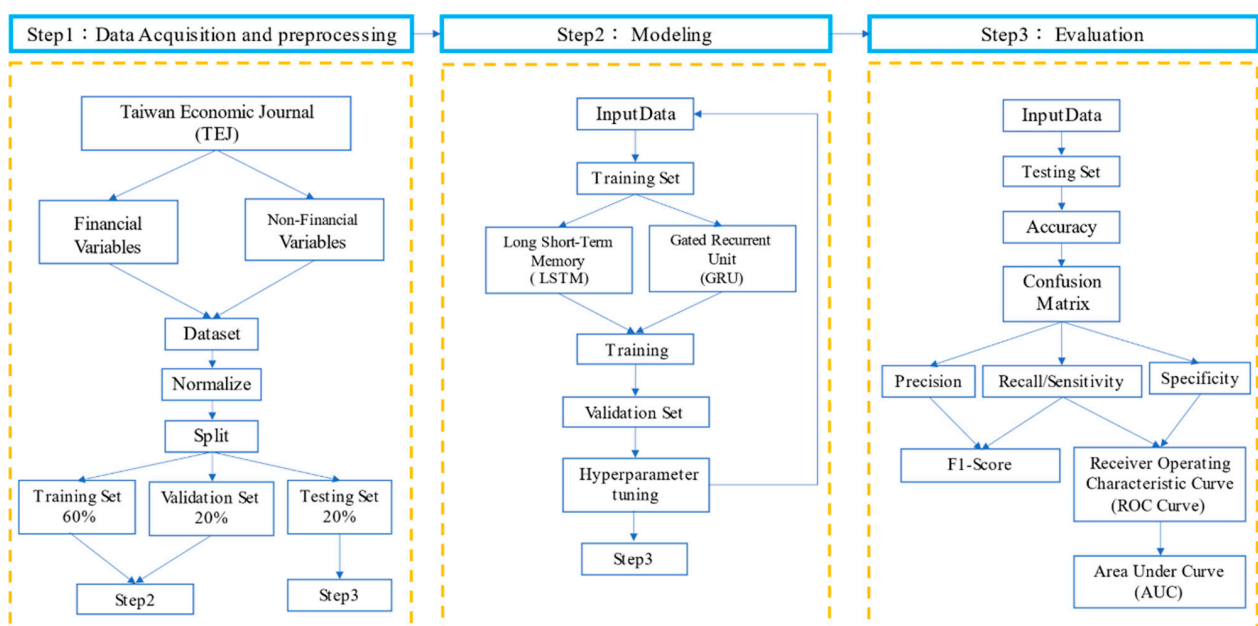 Step1：Data Acquisition and preprocessing
Step2： Modeling
Step3： Evaluation
Taiwan Economic Journal
(TEJ)
Financial
Variables
Non-Financial
Variables
Dataset
Normalize
Split
Training Set
60%
Validation Set
20%
Testing Set
20%
Step2
Step3
InputData
Training Set
Long Short-Term
Memory
( LSTM)
Gated Recurrent
Unit
(GRU)
Training
Validation Set
Hyperparameter
tuning
Step3
InputData
Testing Set
Accuracy
Confusion
Matrix
Precision
Recall/Sensitivity
Specificity
F1-Score
Receiver Operating
Characteristic Curve
(ROC Curve)
Area Under Curve
(AUC)